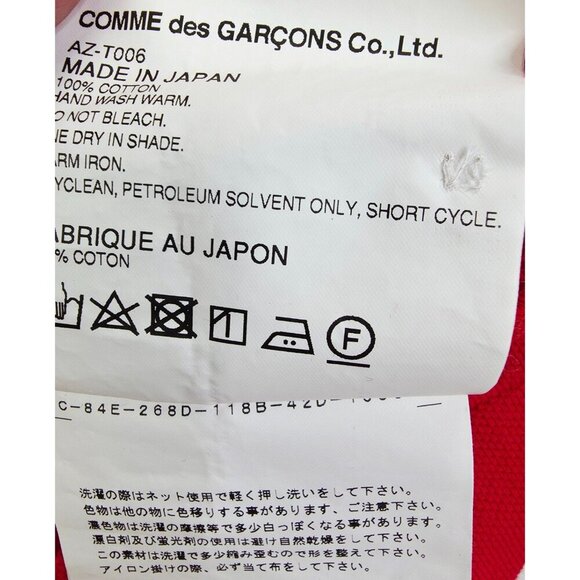 COMME des GARÇONS Co.,Ltd.
AZ-T006
MADE IN JAPAN
100% COTTON
HAND WASH WARM.
NOT BLEACH.
DRY IN SHADE.
IRON.
PETROLEUM SOLVENT ONLY, SHORT CYCLE.
AU JAPON
% COTON
F
C-84E-268D-118B-42D-
洗濯の際はネット使用で軽く押し洗いをして下さい。
色物は他の物に色移りする事があります、ご注意下さい。
濃色物は洗濯の摩擦等で多少白っぽくなる事があります。
漂白剤及び蛍光剤の使用は避け自然乾燥をして下さい。
この素材は洗濯で多少縮み歪むので形を整えて下さい。
アイロン掛けの際、必ず当て布をして下さい。